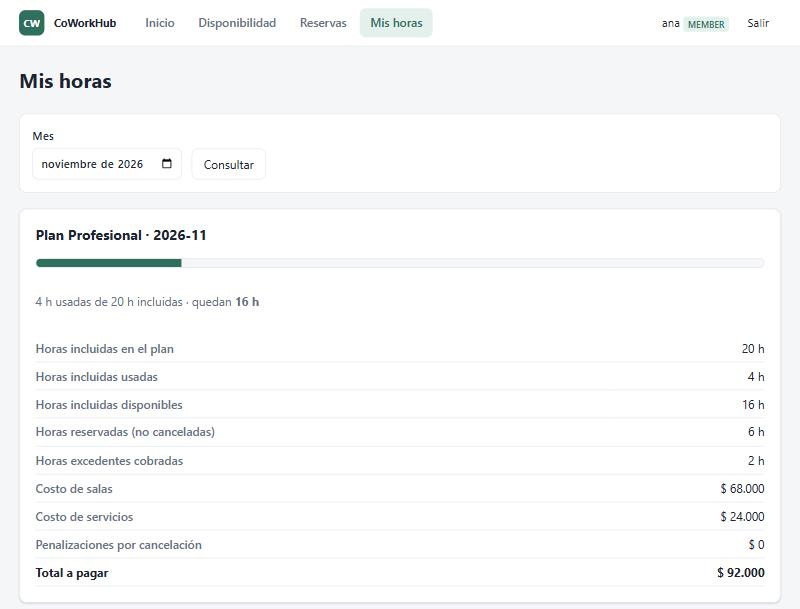 CW CoWorkHub Inicio Disponibilidad Reservas Mis horas ana MEMBER Salir
Mis horas
Mes
noviembre de 2026 Consultar
Plan Profesional · 2026-11
4 h usadas de 20 h incluidas · quedan 16 h
Horas incluidas en el plan 20 h
Horas incluidas usadas 4 h
Horas incluidas disponibles 16 h
Horas reservadas (no canceladas) 6 h
Horas excedentes cobradas 2 h
Costo de salas $ 68.000
Costo de servicios $ 24.000
Penalizaciones por cancelación $ 0
Total a pagar $ 92.000